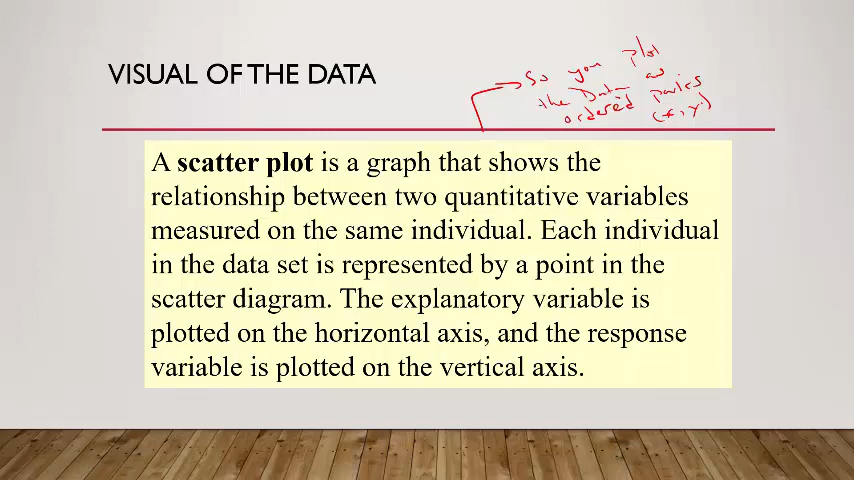 VISUAL OF THE DATA
So you plot
the Data as
ordered paries
(x, y)
A scatter plot is a graph that shows the
relationship between two quantitative variables
measured on the same individual. Each individual
in the data set is represented by a point in the
scatter diagram. The explanatory variable is
plotted on the horizontal axis, and the response
variable is plotted on the vertical axis.